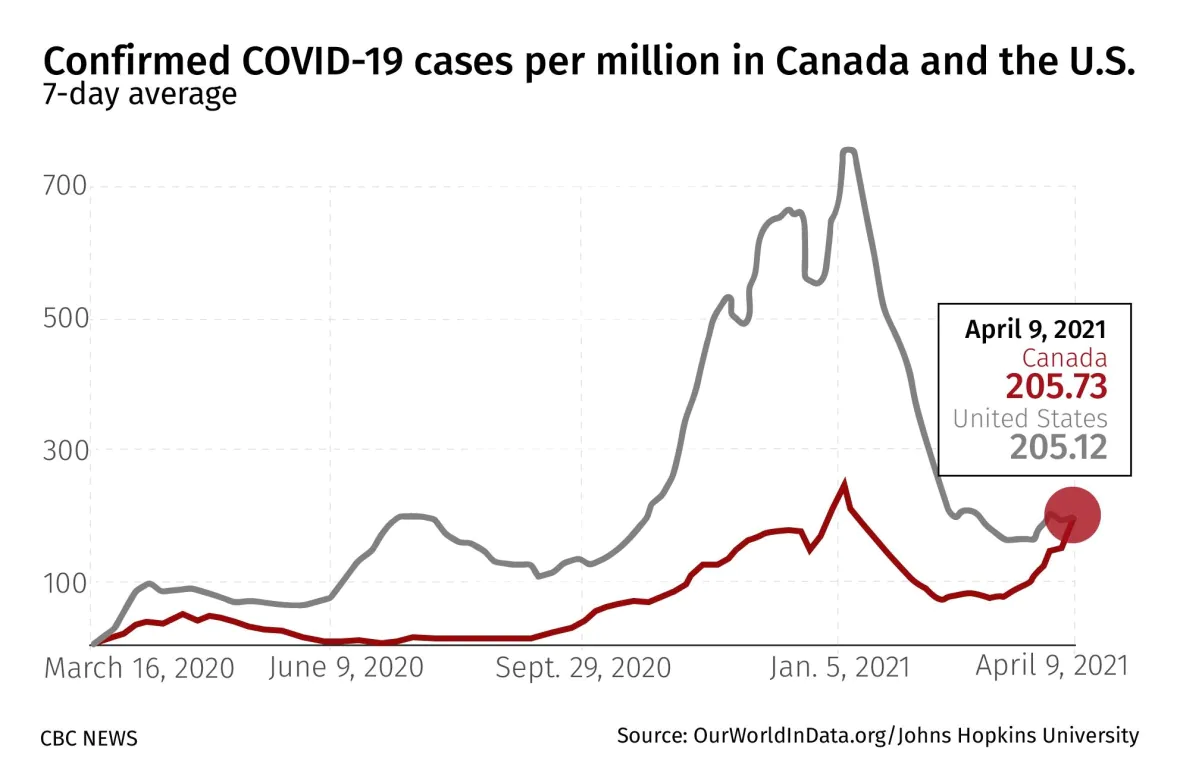 Confirmed COVID-19 cases per million in Canada and the U.S.
7-day average
700
500
300
100
April 9, 2021
Canada
205.73
United States
205.12
March 16, 2020
June 9, 2020
Sept. 29, 2020
Jan. 5, 2021
April 9, 2021
CBC NEWS
Source: OurWorldInData.org/Johns Hopkins University